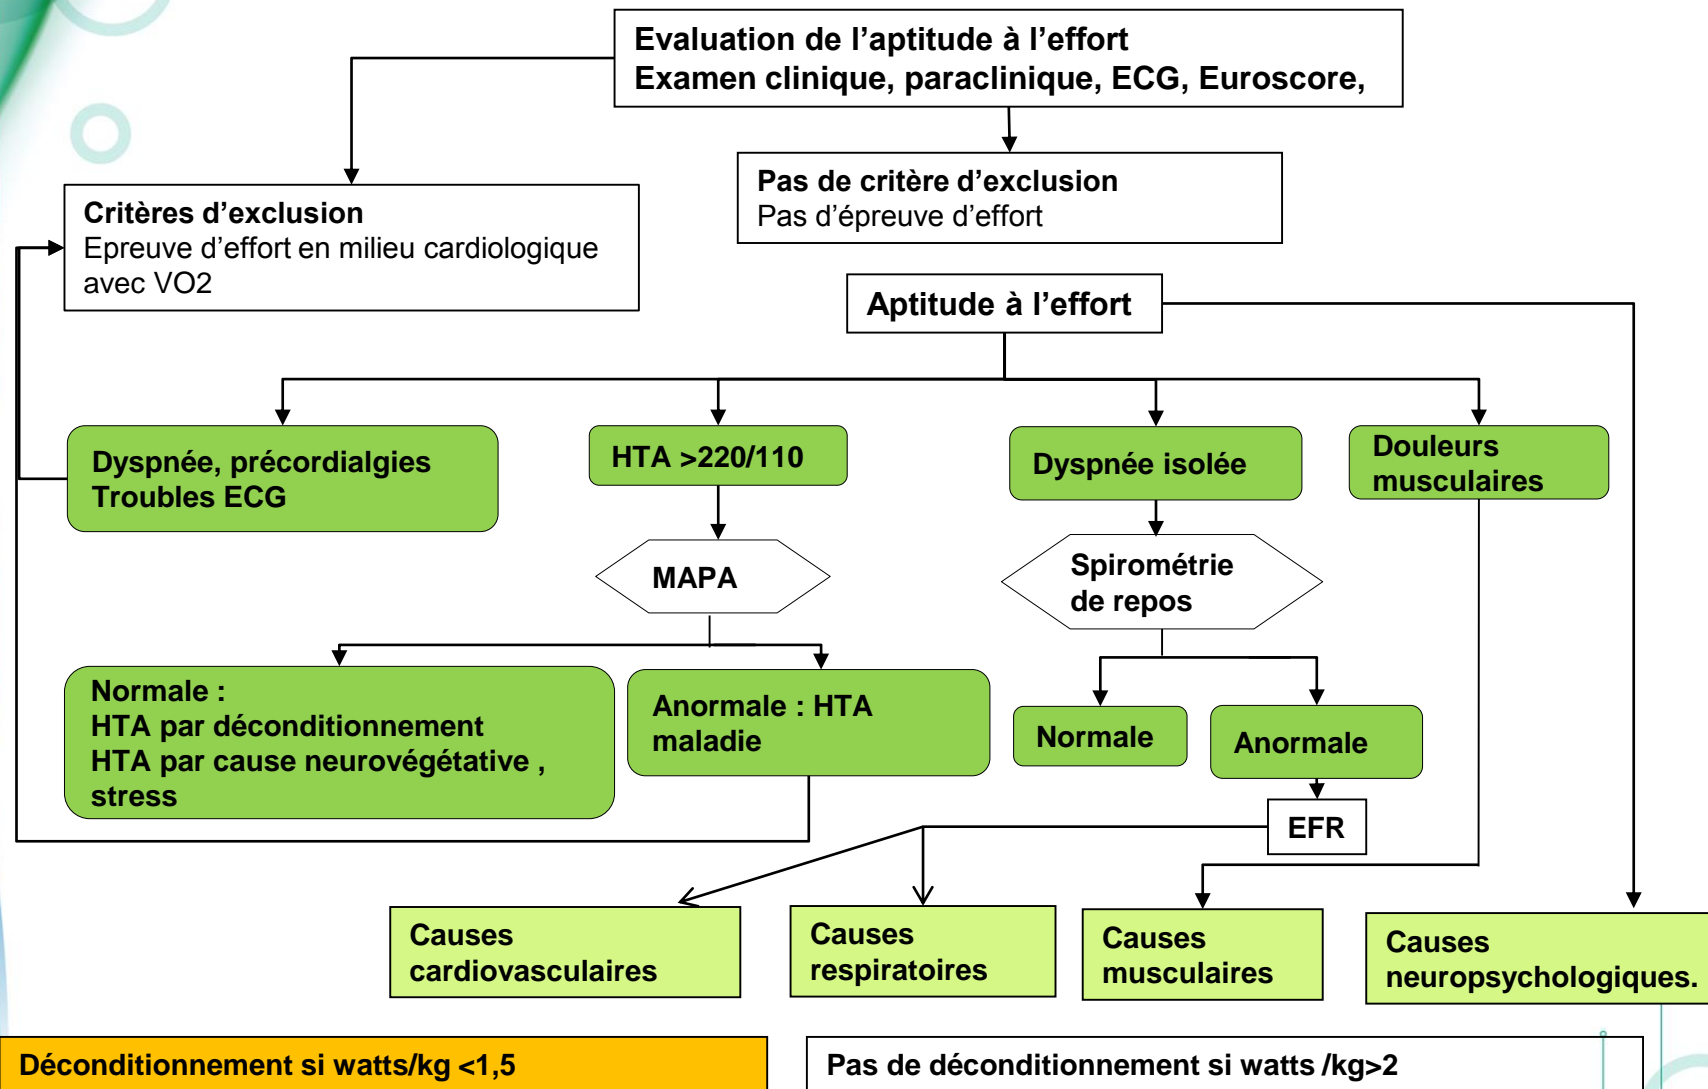 Evaluation de l’aptitude à l’effort
Examen clinique, paraclinique, ECG, Euroscore,
Pas de critère d’exclusion
Pas d’épreuve d’effort
Critères d’exclusion
Epreuve d’effort en milieu cardiologique
avec VO2
Aptitude à l’effort
Dyspnée, précordialgies
Troubles ECG
HTA >220/110
Dyspnée isolée
Douleurs
musculaires
MAPA
Spirométrie
de repos
Normale :
HTA par déconditionnement
HTA par cause neurovégétative ,
stress
Anormale : HTA
maladie
Normale
Anormale
EFR
Causes
cardiovasculaires
Causes
respiratoires
Causes
musculaires
Causes
neuropsychologiques.
Déconditionnement si watts/kg <1,5
Pas de déconditionnement si watts /kg>2